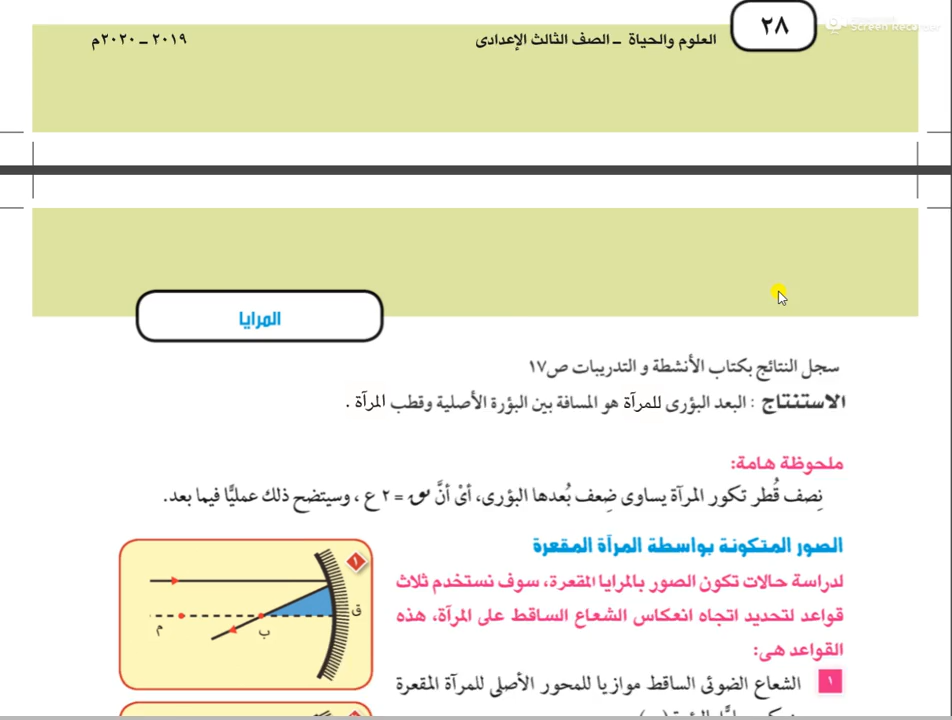 ٢٨
العلوم والحياة - الصف الثالث الإعدادى
٢٠١٩ - ٢٠٢٠م
Screen Recorder
المرايا
سجل النتائج بكتاب الأنشطة و التدريبات ص١٧
الاستنتاج : البعد البؤرى للمرآة هو المسافة بين البؤرة الأصلية وقطب المرآة .
ملحوظة هامة:
نِصف قُطر تكور المرآة يساوى ضِعف بُعدها البؤرى، أىْ أنَّ نق = ٢ ع ، وسيتضح ذلك عمليًّا فيما بعد.
الصور المتكونة بواسطة المرآة المقعرة
لدراسة حالات تكون الصور بالمرايا المقعرة، سوف نستخدم ثلاث
قواعد لتحديد اتجاه انعكاس الشعاع الساقط على المرآة، هذه
القواعد هى:
١ الشعاع الضوئى الساقط موازيا للمحور الأصلى للمرآة المقعرة
١
ق
ب
م